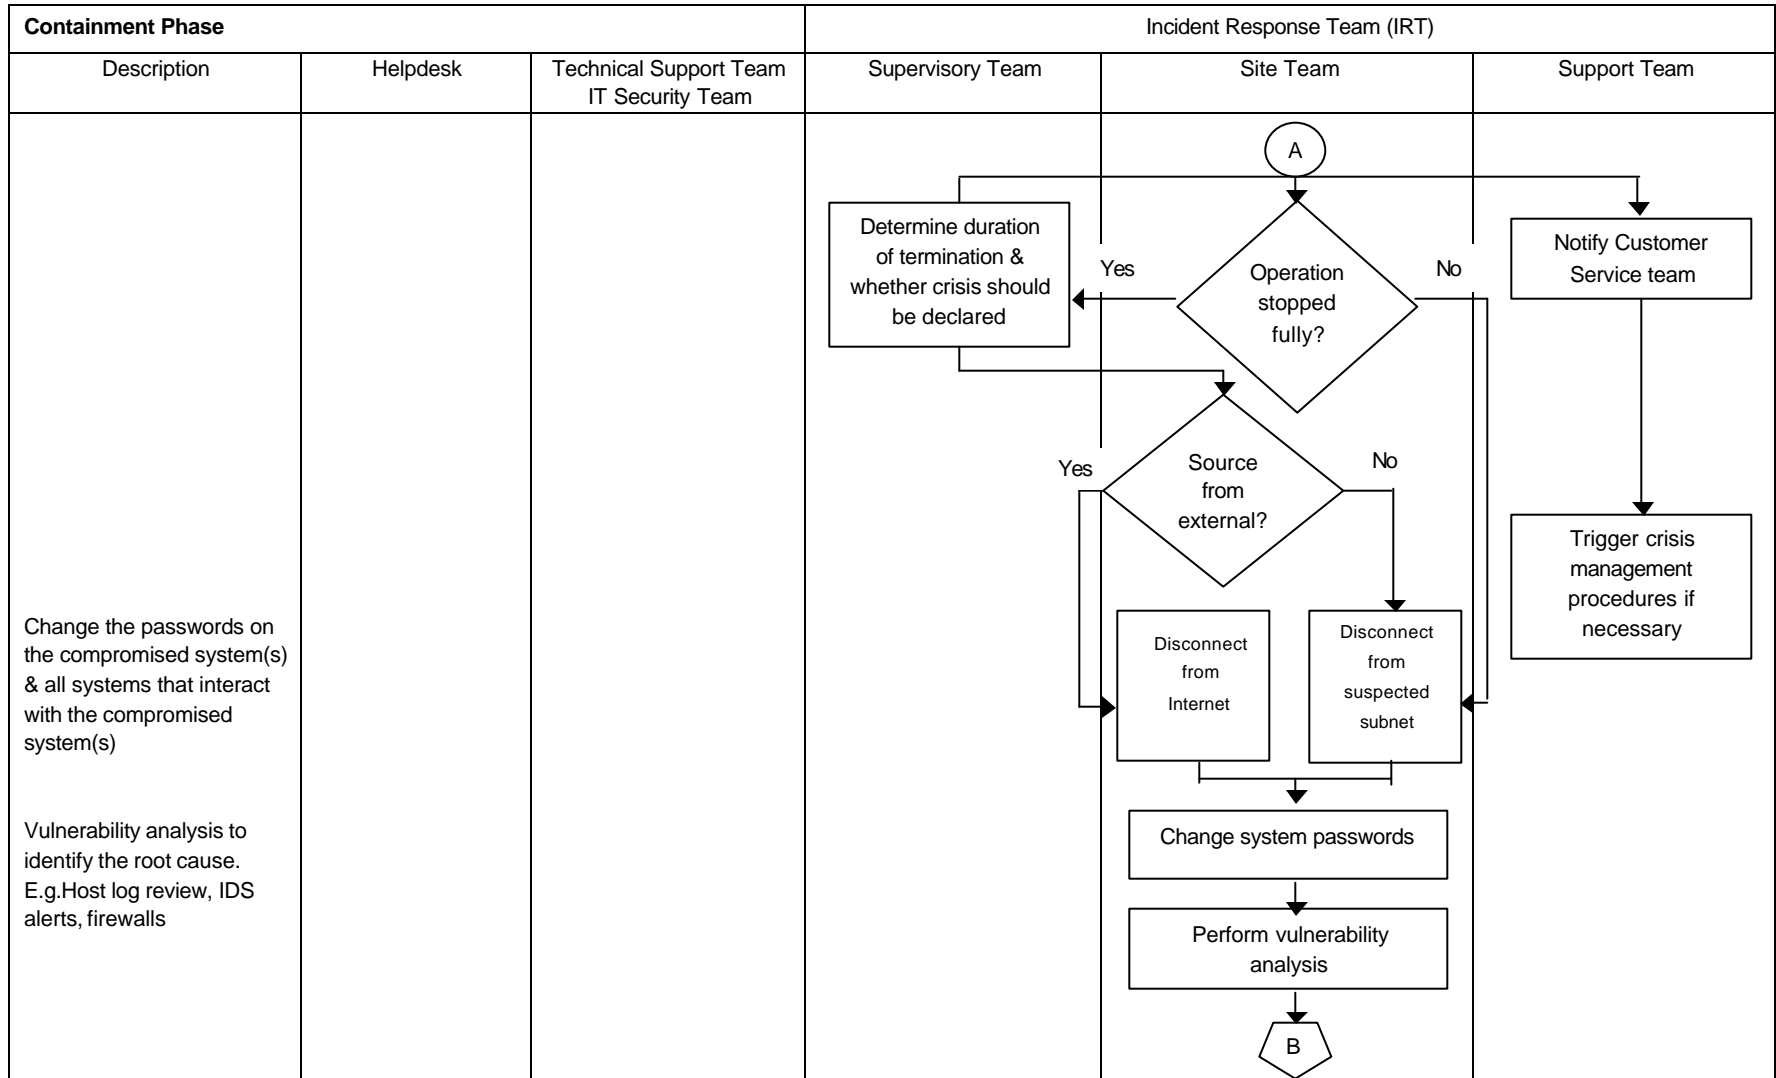 Containment Phase
Incident Response Team (IRT)
Description
Helpdesk
Technical Support Team
IT Security Team
Supervisory Team
Site Team
Support Team
A
Determine duration
of termination &
whether crisis should
be declared
Yes
Operation
stopped
fully?
No
Notify Customer
Service team
Yes
Source
from
external?
No
Trigger crisis
management
procedures if
necessary
Change the passwords on
the compromised system(s)
& all systems that interact
with the compromised
system(s)
Disconnect
from
Internet
Disconnect
from
suspected
subnet
Change system passwords
Vulnerability analysis to
identify the root cause.
E.g.Host log review, IDS
alerts, firewalls
Perform vulnerability
analysis
B